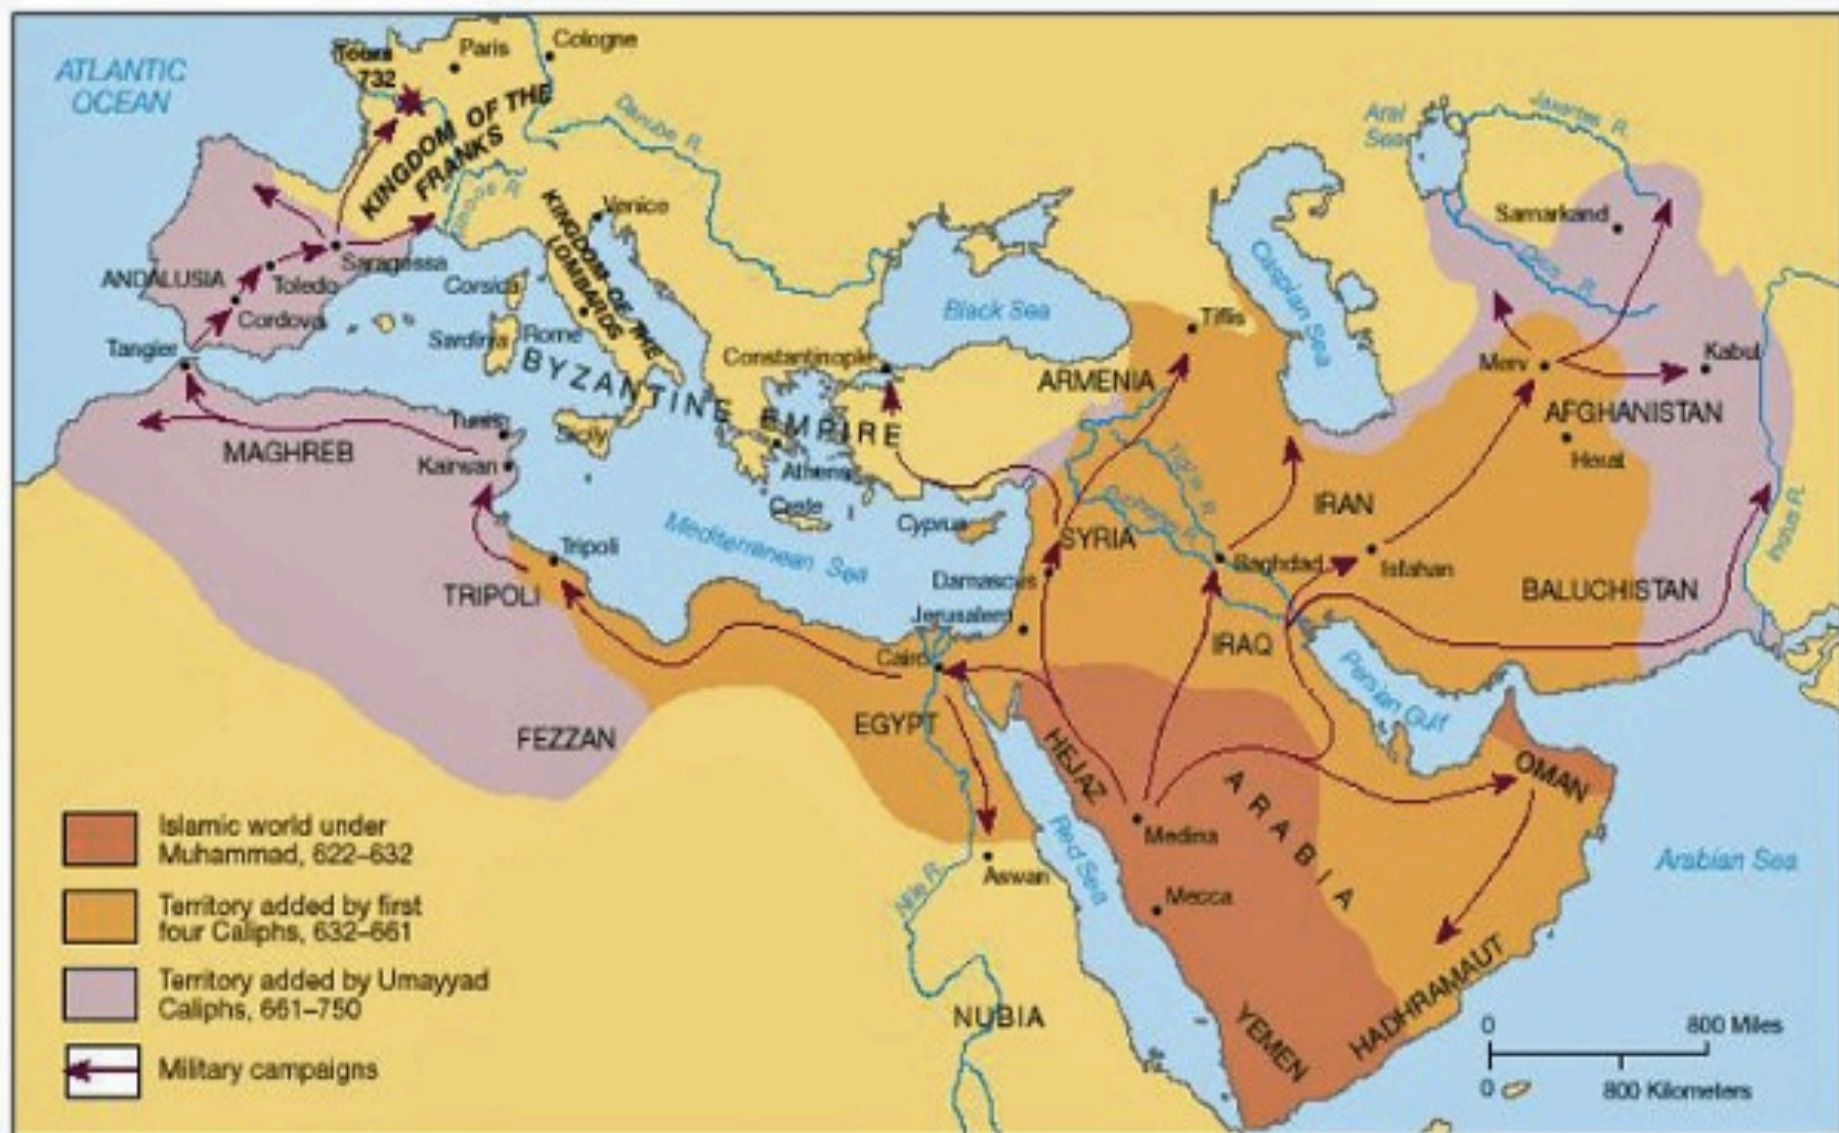 ATLANTIC
OCEAN
Tours
732
Paris
Cologne
KINGDOM OF THE
FRANKS
Danube R.
Venice
KINGDOM OF THE
LOMBARDS
Aral
Sea
Jaxartes R.
Samarkand
Oxus R.
Caspian Sea
Black Sea
Tiflis
ANDALUSIA
Saragossa
Toledo
Cordova
Corsica
Sardinia
Rome
Tangier
Constantinople
BYZANTINE EMPIRE
ARMENIA
Merv
Kabul
AFGHANISTAN
Herat
MAGHREB
Tunis
Kairwan
Sicily
Athens
Crete
Cyprus
Mediterranean Sea
Tigris R.
Euphrates R.
SYRIA
IRAN
Indus R.
Tripoli
TRIPOLI
Damascus
Jerusalem
Baghdad
Isfahan
BALUCHISTAN
IRAQ
Cairo
Persian Gulf
FEZZAN
EGYPT
HEJAZ
ARABIA
OMAN
Medina
Mecca
Red Sea
Arabian Sea
Aswan
Nile R.
NUBIA
YEMEN
HADHRAMAUT
Islamic world under
Muhammad, 622–632
Territory added by first
four Caliphs, 632–661
Territory added by Umayyad
Caliphs, 661–750
Military campaigns
0 800 Miles
0 800 Kilometers